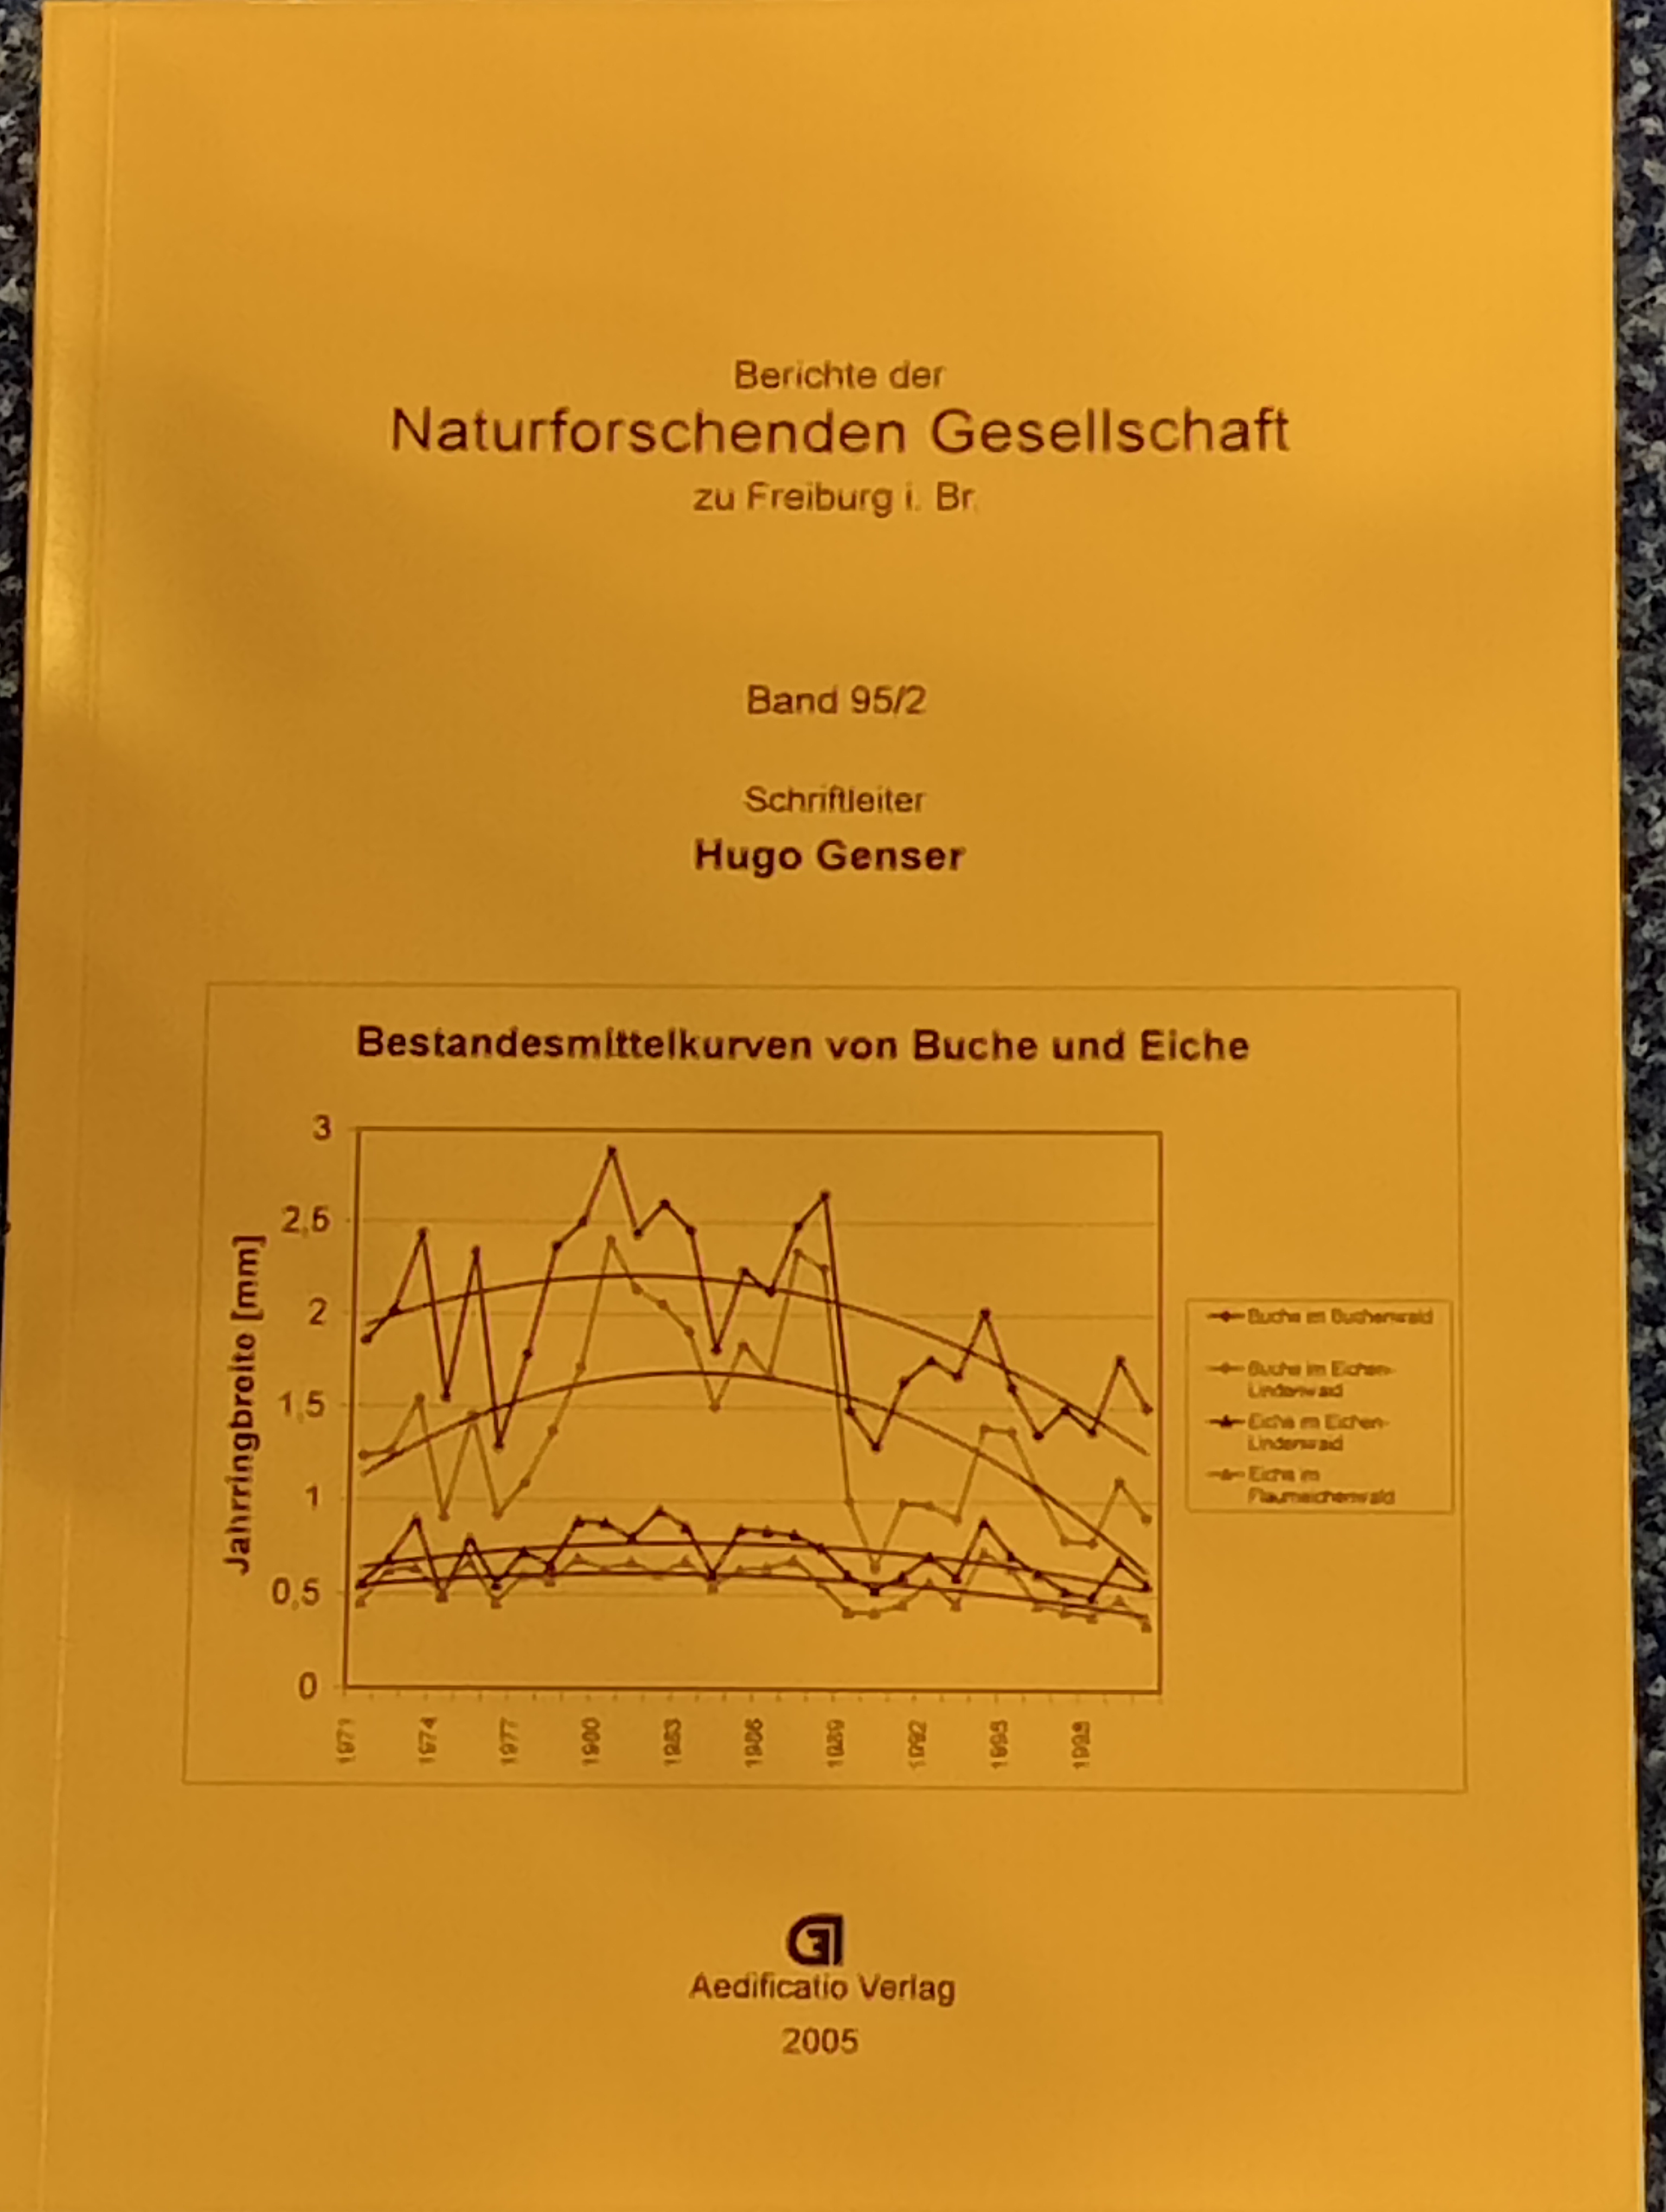 Berichte der
Naturforschenden Gesellschaft
zu Freiburg i. Br.
Band 95/2
Schriftleiter
Hugo Genser
Bestandesmittelkurven von Buche und Eiche
Jahrringbreite [mm]
3
2,5
2
1,5
1
0,5
0
1971
1974
1977
1980
1983
1986
1989
1992
1995
1998
Buche im Buchenwald
Buche im Eichen-
Lindenwald
Eiche im Eichen-
Lindenwald
Eiche im
Flaumeichenwald
Aedificatio Verlag
2005